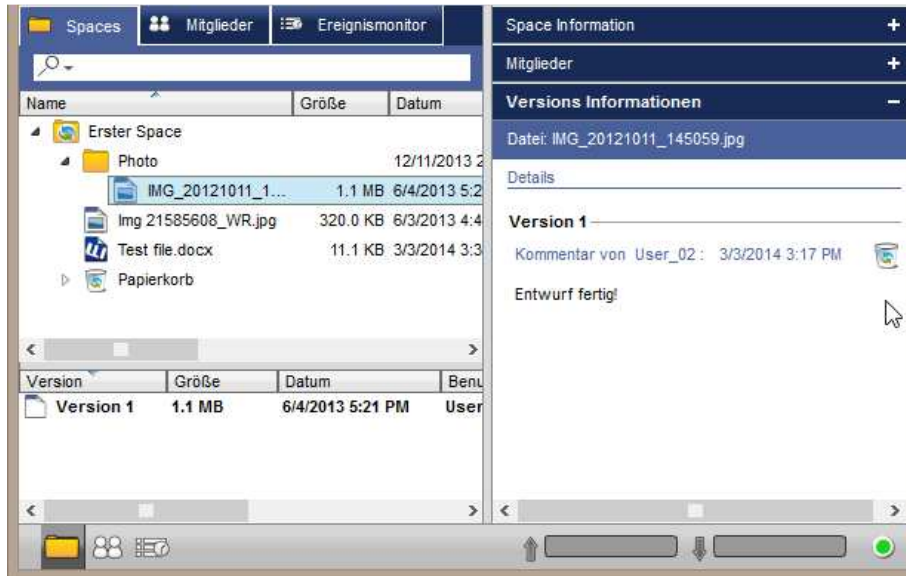 Spaces Mitglieder Ereignismonitor
Name Größe Datum
Erster Space
Photo 12/11/2013 2
IMG_20121011_1... 1.1 MB 6/4/2013 5:2
Img 21585608_WR.jpg 320.0 KB 6/3/2013 4:4
Test file.docx 11.1 KB 3/3/2014 3:3
Papierkorb
Version Größe Datum Benu
Version 1 1.1 MB 6/4/2013 5:21 PM User
Space Information
Mitglieder
Versions Informationen
Datei: IMG_20121011_145059.jpg
Details
Version 1
Kommentar von User_02 : 3/3/2014 3:17 PM
Entwurf fertig!